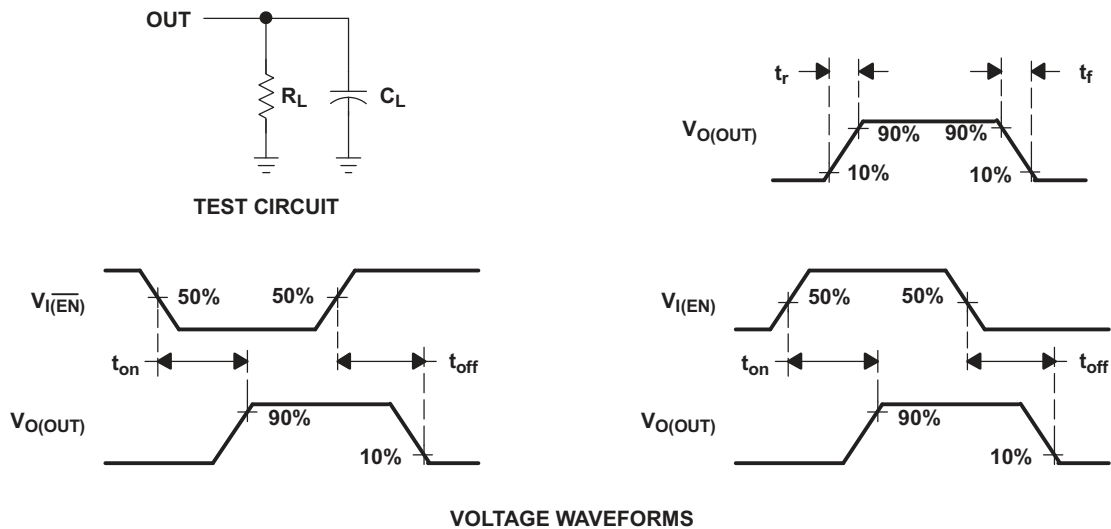 OUT
R_L
C_L
TEST CIRCUIT
t_r
t_f
V_O(OUT)
90%
90%
10%
10%
V_I(E̅N̅)
50%
50%
t_on
t_off
V_O(OUT)
90%
10%
V_I(EN)
50%
50%
t_on
t_off
V_O(OUT)
90%
10%
VOLTAGE WAVEFORMS